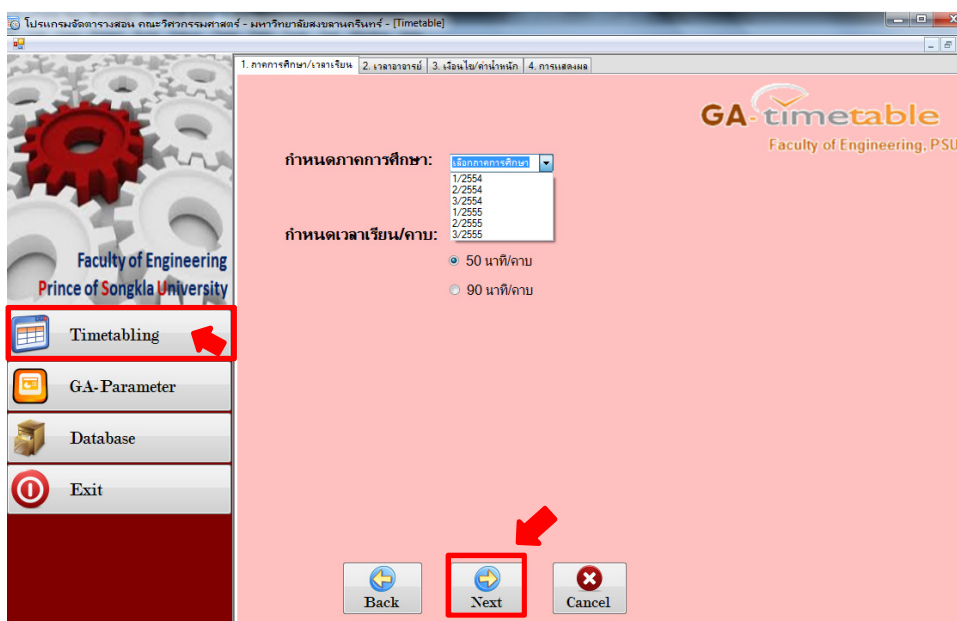 โปรแกรมจัดตารางสอน คณะวิศวกรรมศาสตร์ - มหาวิทยาลัยสงขลานครินทร์ - [Timetable]
1. ภาคการศึกษา/เวลาเรียน 2. เวลาอาจารย์ 3. เงื่อนไข/ค่าน้ำหนัก 4. การแสดงผล
GA-timetable
Faculty of Engineering, PSU
กำหนดภาคการศึกษา: เลือกภาคการศึกษา
1/2554
2/2554
3/2554
1/2555
2/2555
3/2555
กำหนดเวลาเรียน/คาบ:
50 นาที/คาบ
90 นาที/คาบ
Faculty of Engineering
Prince of Songkla University
Timetabling
GA-Parameter
Database
Exit
Back Next Cancel